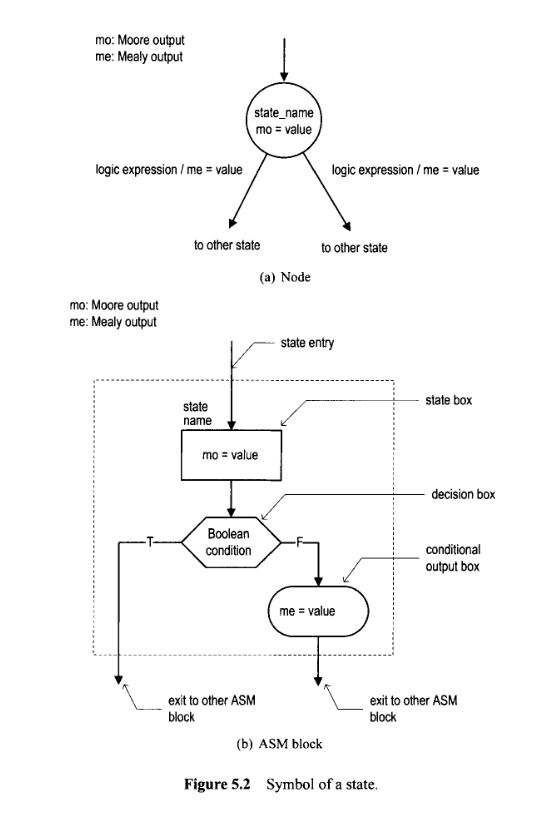 mo: Moore output
me: Mealy output
state_name
mo = value
logic expression / me = value
logic expression / me = value
to other state
to other state
(a) Node
mo: Moore output
me: Mealy output
state entry
state
name
state box
mo = value
decision box
Boolean
condition
T
F
conditional
output box
me = value
exit to other ASM
block
exit to other ASM
block
(b) ASM block
Figure 5.2 Symbol of a state.